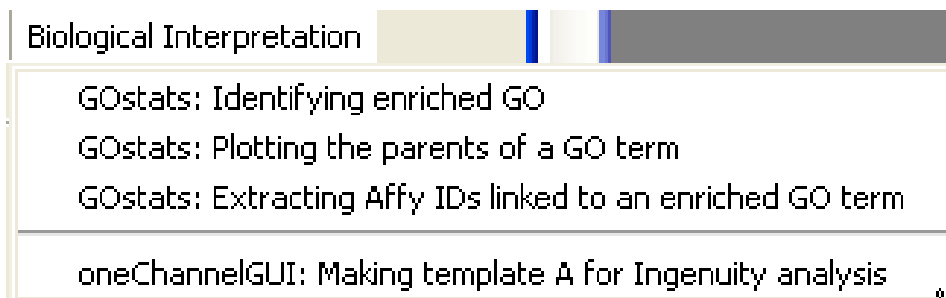 Biological Interpretation
GOstats: Identifying enriched GO
GOstats: Plotting the parents of a GO term
GOstats: Extracting Affy IDs linked to an enriched GO term
oneChannelGUI: Making template A for Ingenuity analysis